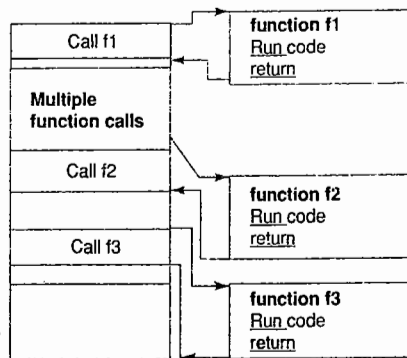 Call f1
function f1
Run code
return
Multiple
function calls
Call f2
function f2
Run code
return
Call f3
function f3
Run code
return